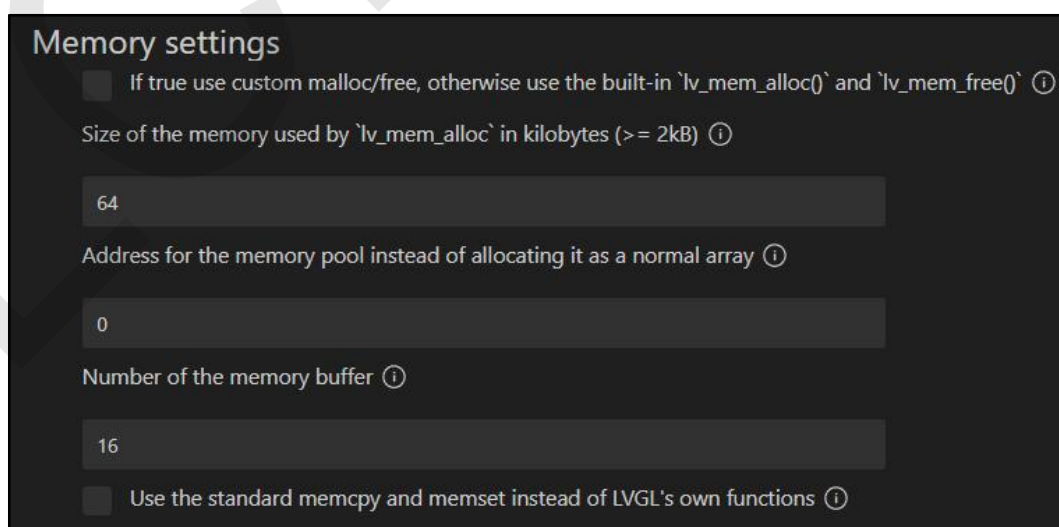 Memory settings
If true use custom malloc/free, otherwise use the built-in `lv_mem_alloc()` and `lv_mem_free()`
Size of the memory used by `lv_mem_alloc` in kilobytes (>= 2kB)
64
Address for the memory pool instead of allocating it as a normal array
0
Number of the memory buffer
16
Use the standard memcpy and memset instead of LVGL's own functions